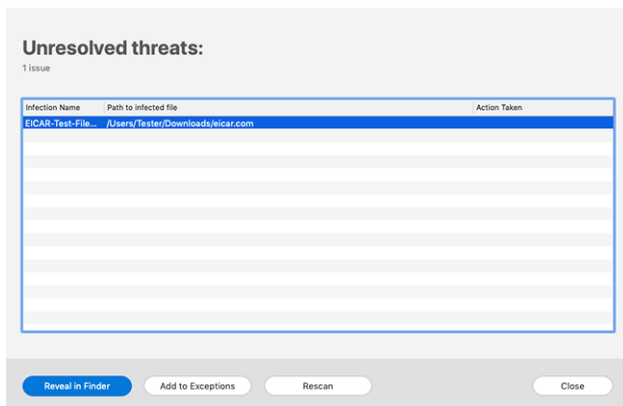 Unresolved threats:
1 issue
Infection Name Path to infected file Action Taken
EICAR-Test-File... /Users/Tester/Downloads/eicar.com
Reveal in Finder Add to Exceptions Rescan Close